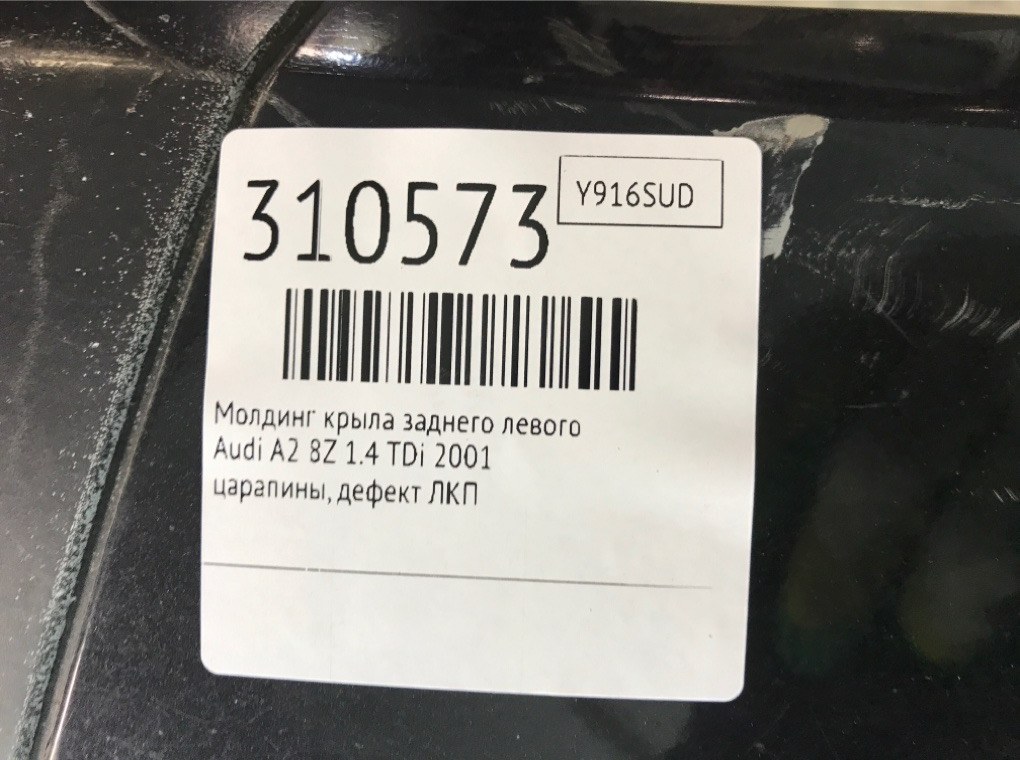 310573
Y916SUD
Молдинг крыла заднего левого
Audi A2 8Z 1.4 TDi 2001
царапины, дефект ЛКП